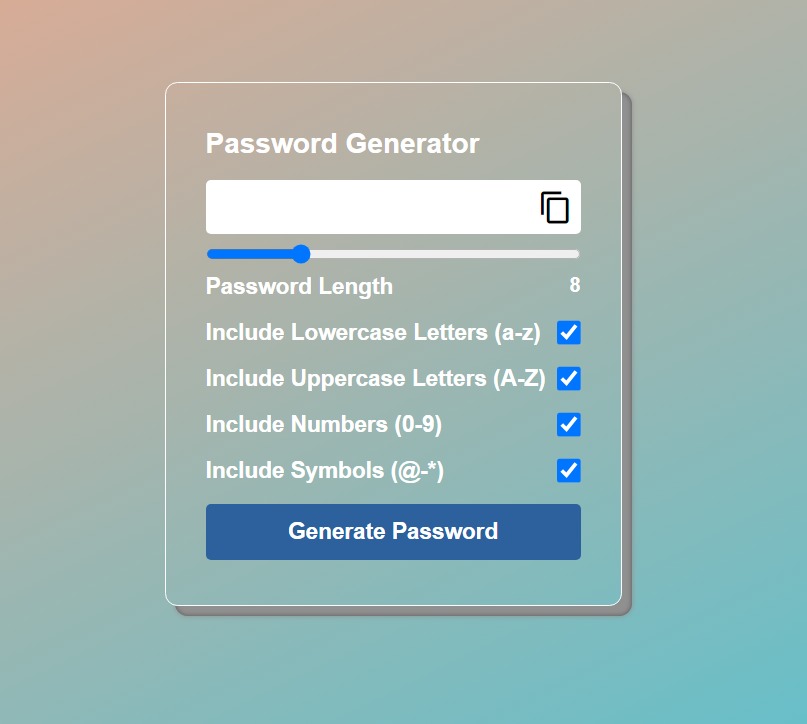 Password Generator
Password Length 8
Include Lowercase Letters (a-z)
Include Uppercase Letters (A-Z)
Include Numbers (0-9)
Include Symbols (@-*)
Generate Password